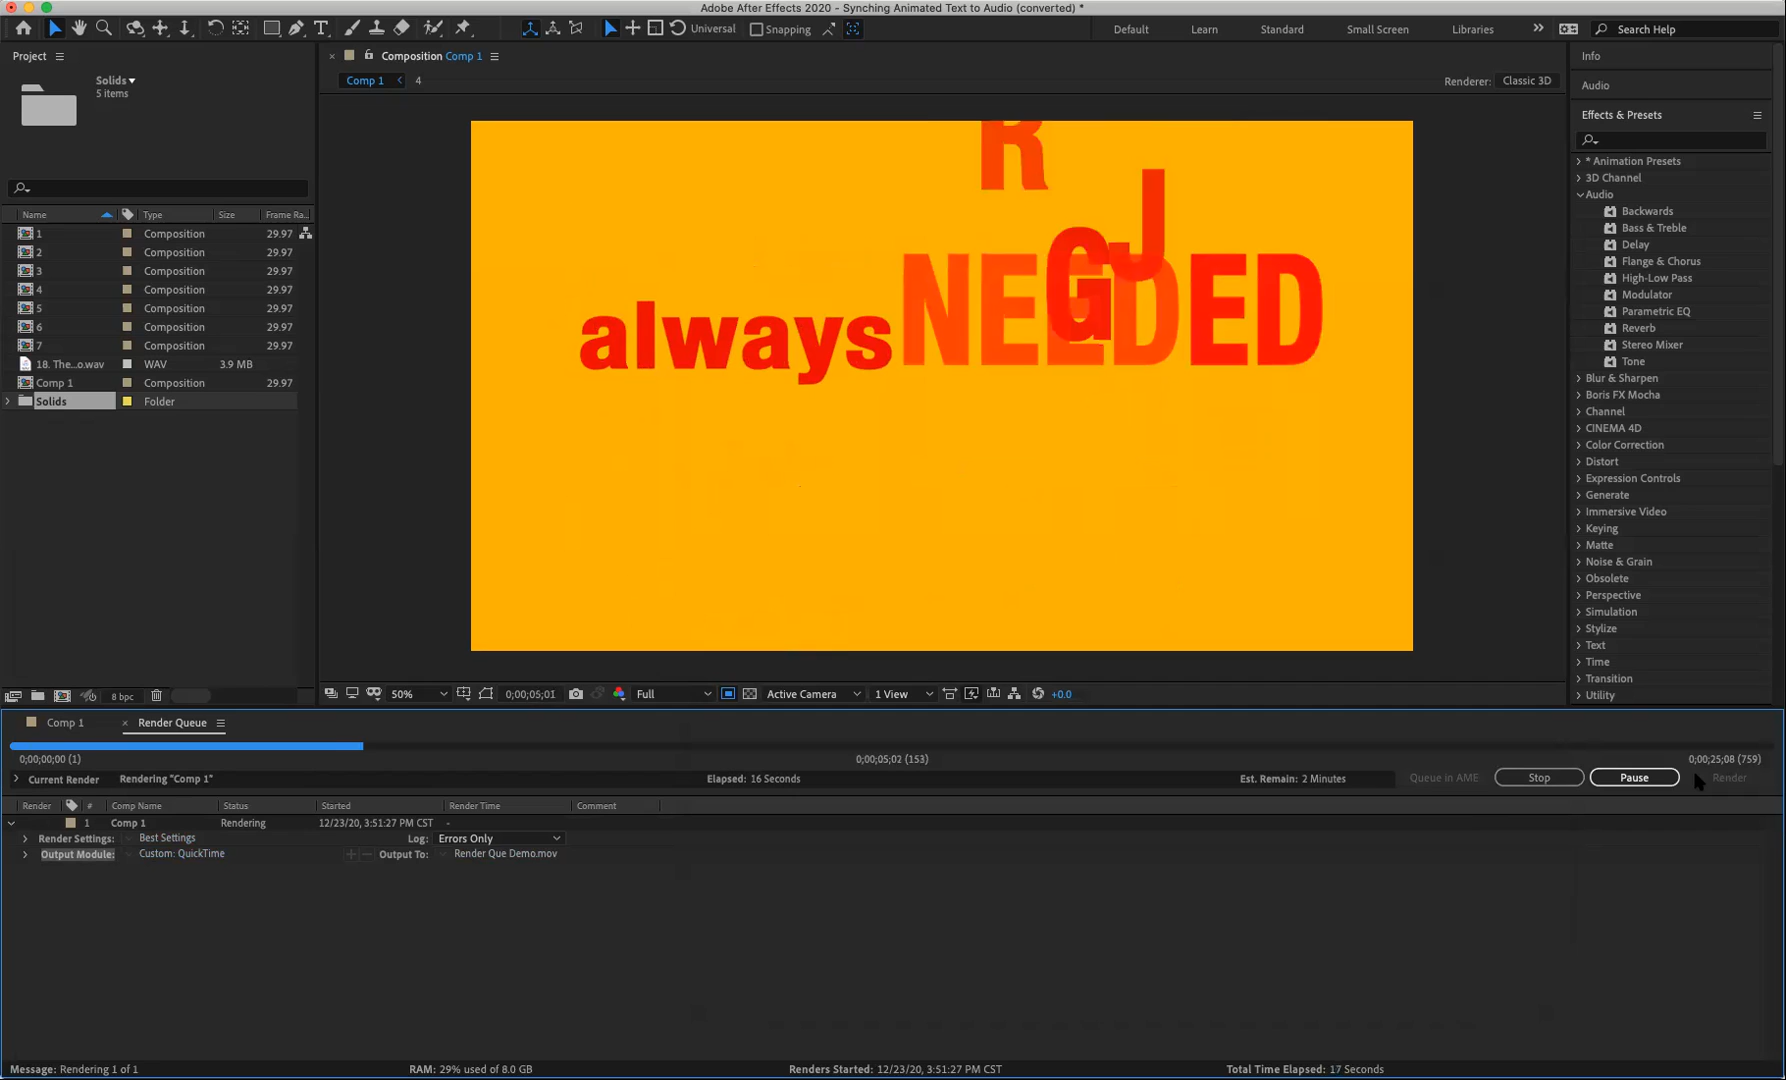 Adobe After Effects 2020 - Synching Animated Text to Audio (converted) *
Universal Snapping Default Learn Standard Small Screen Libraries Search Help
Project
Solids
5 items
Name Type Size Frame Ra...
1 Composition 29.97
2 Composition 29.97
3 Composition 29.97
4 Composition 29.97
5 Composition 29.97
6 Composition 29.97
7 Composition 29.97
18. The...o.wav WAV 3.9 MB
Comp 1 Composition 29.97
Solids Folder
8 bpc
Composition Comp 1
Comp 1 4
Renderer: Classic 3D
R
J
G
always NEEDED
50% 0;00;05;01 Full Active Camera 1 View +0.0
Info
Audio
Effects & Presets
* Animation Presets
3D Channel
Audio
Backwards
Bass & Treble
Delay
Flange & Chorus
High-Low Pass
Modulator
Parametric EQ
Reverb
Stereo Mixer
Tone
Blur & Sharpen
Boris FX Mocha
Channel
CINEMA 4D
Color Correction
Distort
Expression Controls
Generate
Immersive Video
Keying
Matte
Noise & Grain
Obsolete
Perspective
Simulation
Stylize
Text
Time
Transition
Utility
Comp 1 Render Queue
0;00;00;00 (1) 0;00;05;02 (153) 0;00;25;08 (759)
Current Render Rendering "Comp 1" Elapsed: 16 Seconds Est. Remain: 2 Minutes Queue in AME Stop Pause Render
Render # Comp Name Status Started Render Time Comment
1 Comp 1 Rendering 12/23/20, 3:51:27 PM CST -
Render Settings: Best Settings Log: Errors Only
Output Module: Custom: QuickTime Output To: Render Que Demo.mov
Message: Rendering 1 of 1 RAM: 29% used of 8.0 GB Renders Started: 12/23/20, 3:51:27 PM CST Total Time Elapsed: 17 Seconds